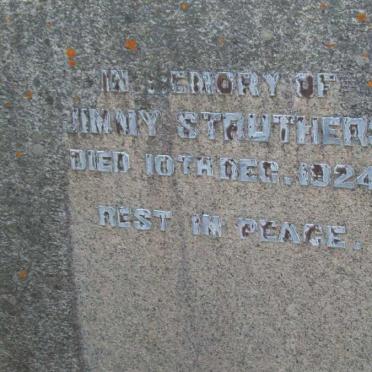 IN MEMORY OF
JIMMY STRUTHERS
DIED 10TH DEC. 1924
REST IN PEACE.